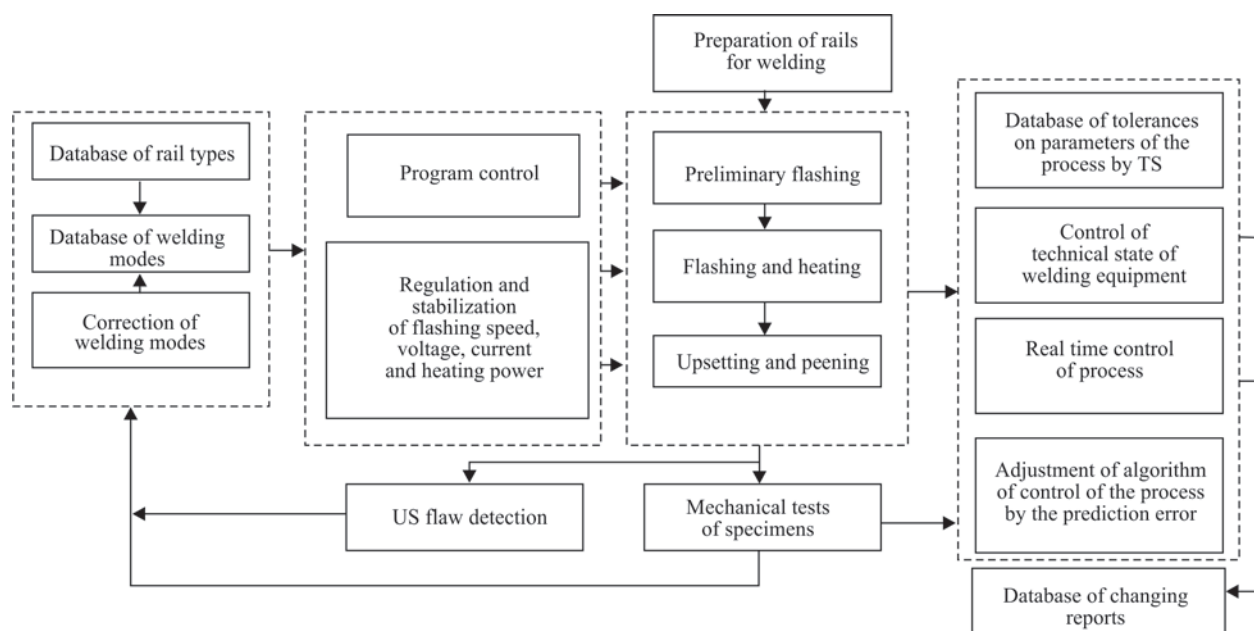 Preparation of rails
for welding
Database of rail types
Database of welding
modes
Correction of
welding modes
Program control
Regulation and
stabilization
of flashing speed,
voltage, current
and heating power
Preliminary flashing
Flashing and heating
Upsetting and peening
Database of tolerances
on parameters of the
process by TS
Control of
technical state of
welding equipment
Real time control
of process
Adjustment of algorithm
of control of the process
by the prediction error
US flaw detection
Mechanical tests
of specimens
Database of changing
reports